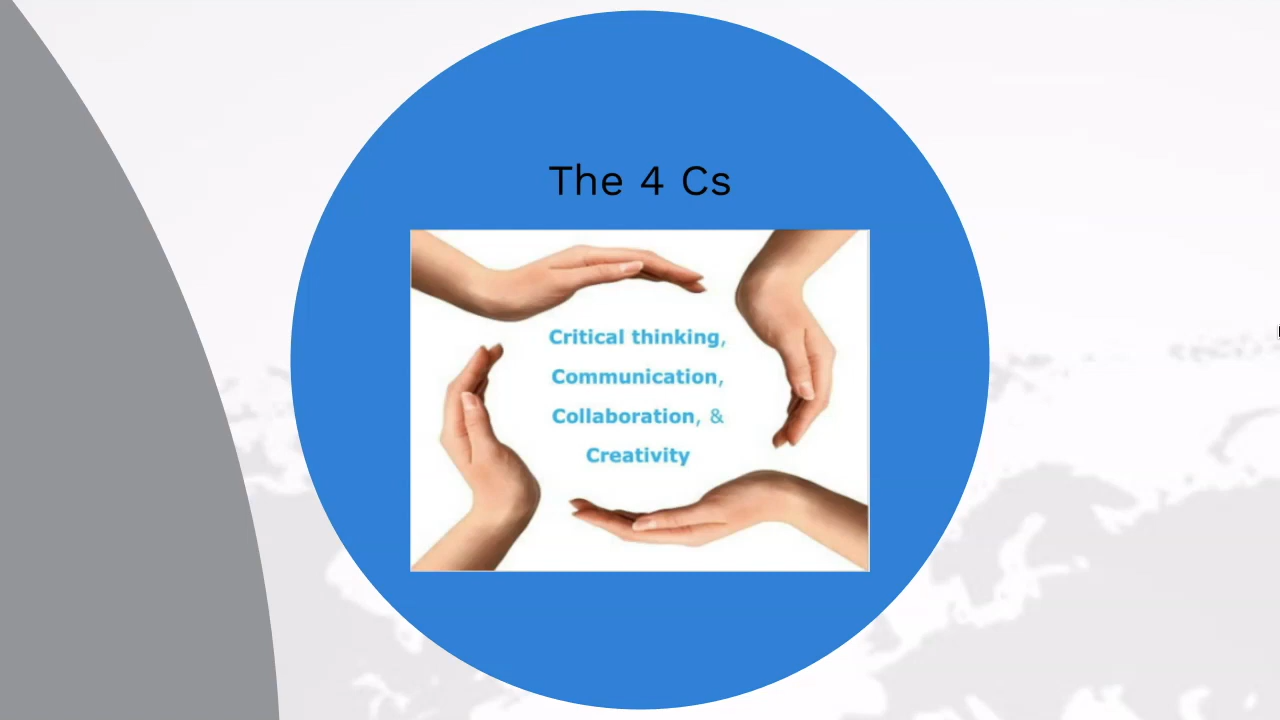 The 4 Cs
Critical thinking,
Communication,
Collaboration, &
Creativity